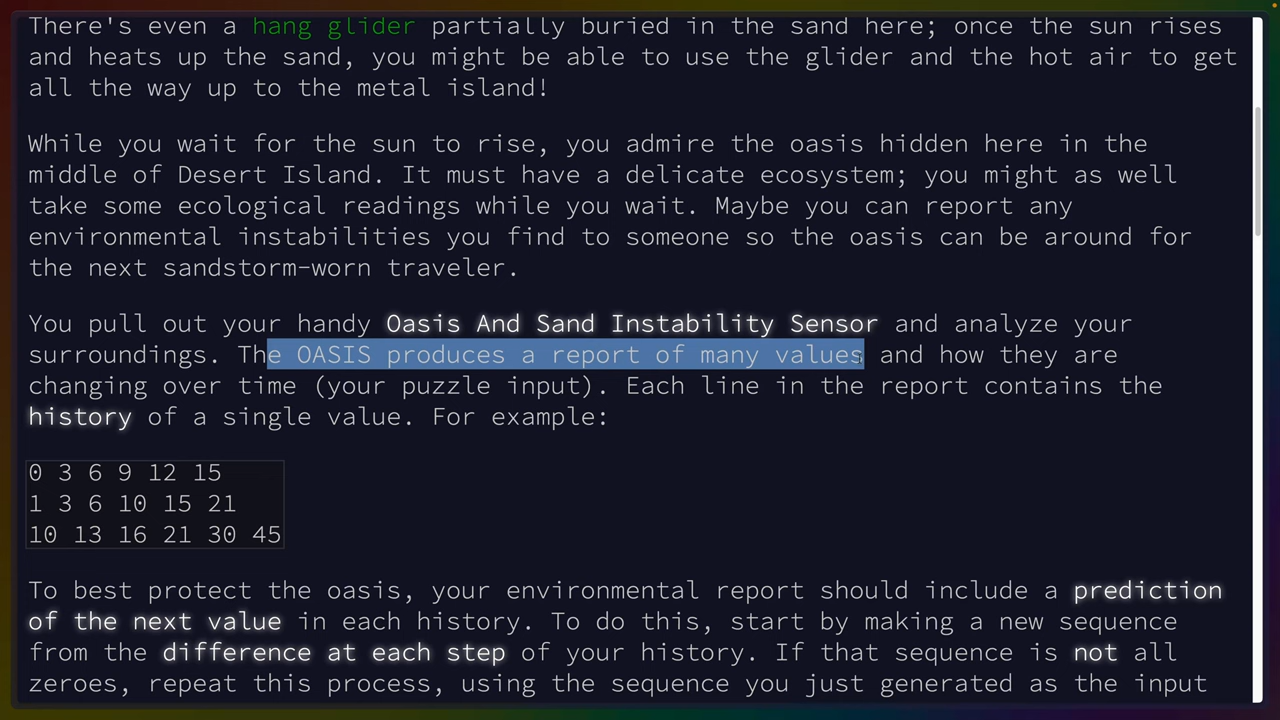 There's even a hang glider partially buried in the sand here; once the sun rises
and heats up the sand, you might be able to use the glider and the hot air to get
all the way up to the metal island!
While you wait for the sun to rise, you admire the oasis hidden here in the
middle of Desert Island. It must have a delicate ecosystem; you might as well
take some ecological readings while you wait. Maybe you can report any
environmental instabilities you find to someone so the oasis can be around for
the next sandstorm-worn traveler.
You pull out your handy Oasis And Sand Instability Sensor and analyze your
surroundings. The OASIS produces a report of many values and how they are
changing over time (your puzzle input). Each line in the report contains the
history of a single value. For example:
0 3 6 9 12 15
1 3 6 10 15 21
10 13 16 21 30 45
To best protect the oasis, your environmental report should include a prediction
of the next value in each history. To do this, start by making a new sequence
from the difference at each step of your history. If that sequence is not all
zeroes, repeat this process, using the sequence you just generated as the input